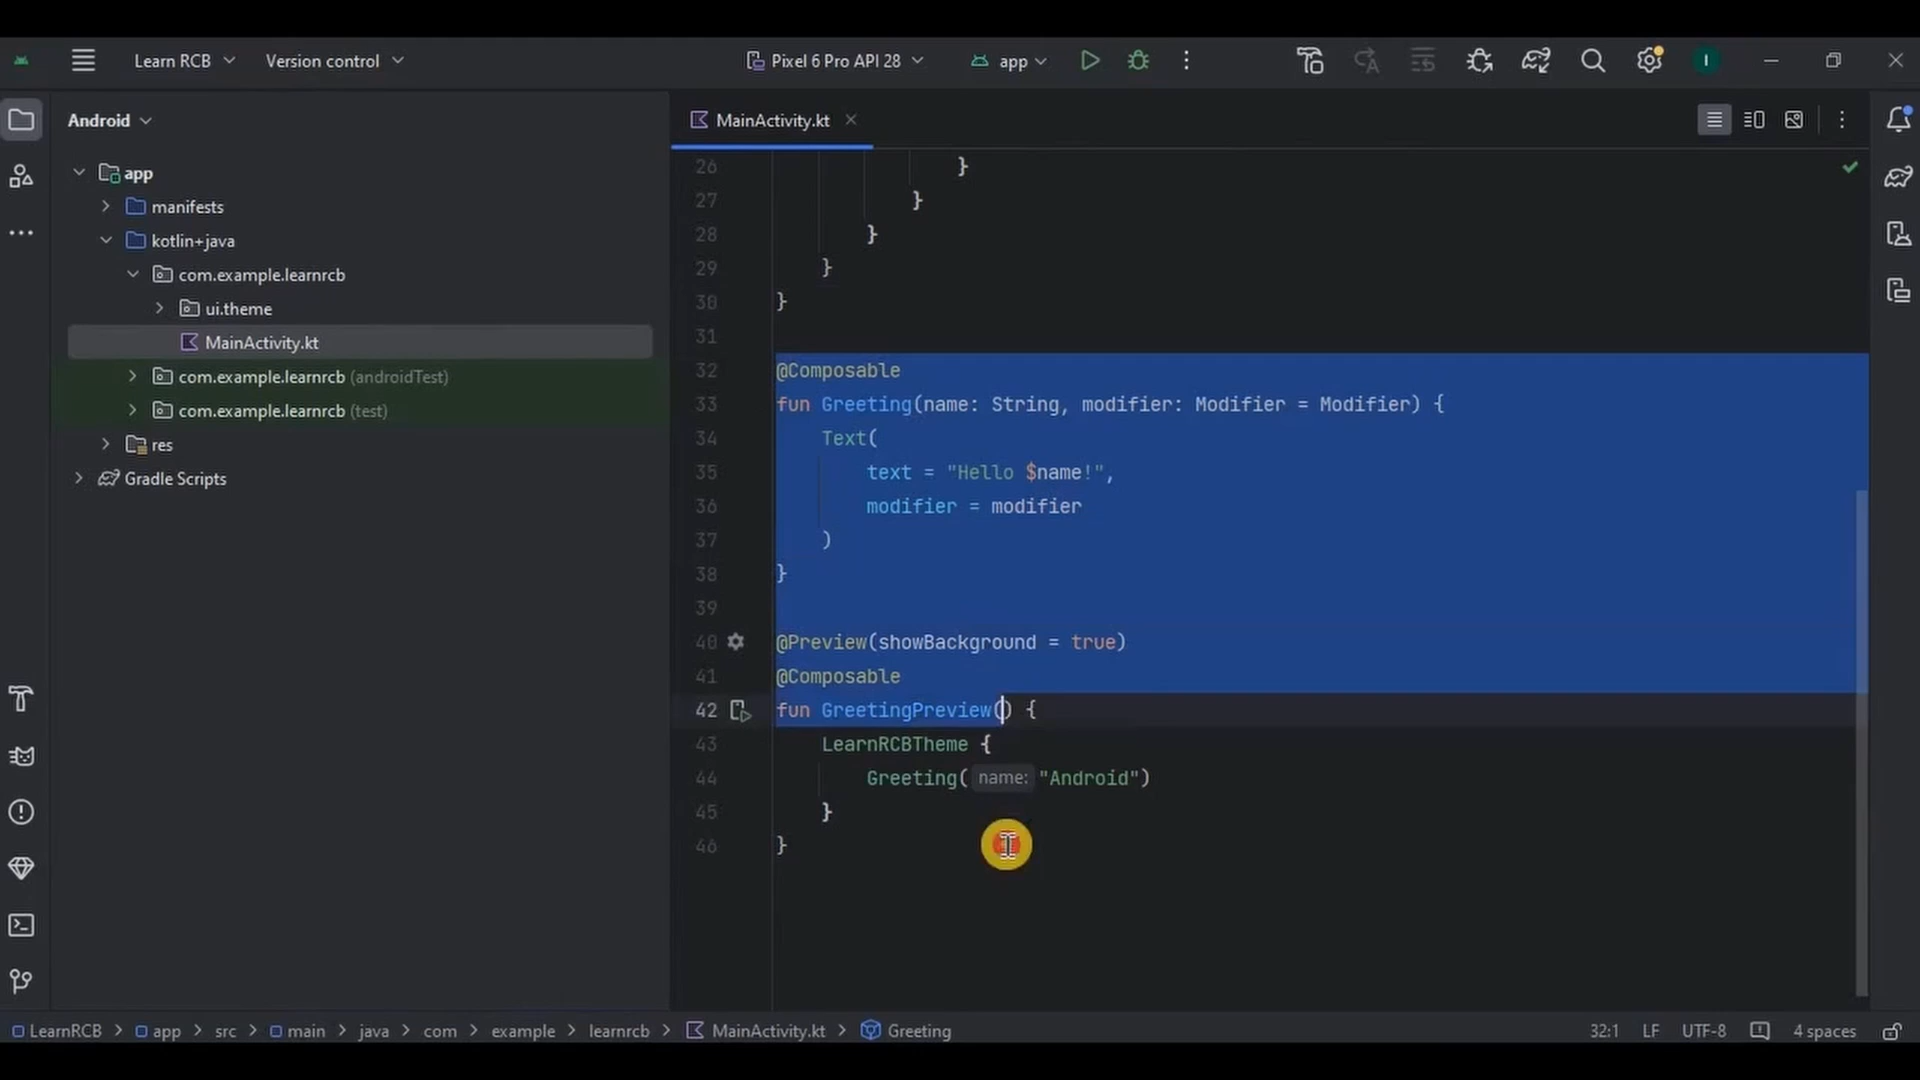 Learn RCB
Version control
Pixel 6 Pro API 28
app
I
Android
MainActivity.kt
app
manifests
kotlin+java
com.example.learnrcb
ui.theme
MainActivity.kt
com.example.learnrcb (androidTest)
com.example.learnrcb (test)
res
Gradle Scripts
26 }
27 }
28 }
29 }
30 }
31
32 @Composable
33 fun Greeting(name: String, modifier: Modifier = Modifier) {
34 Text(
35 text = "Hello $name!",
36 modifier = modifier
37 )
38 }
39
40 @Preview(showBackground = true)
41 @Composable
42 fun GreetingPreview() {
43 LearnRCBTheme {
44 Greeting( name: "Android")
45 }
46 }
LearnRCB > app > src > main > java > com > example > learnrcb > MainActivity.kt > Greeting
32:1 LF UTF-8 4 spaces